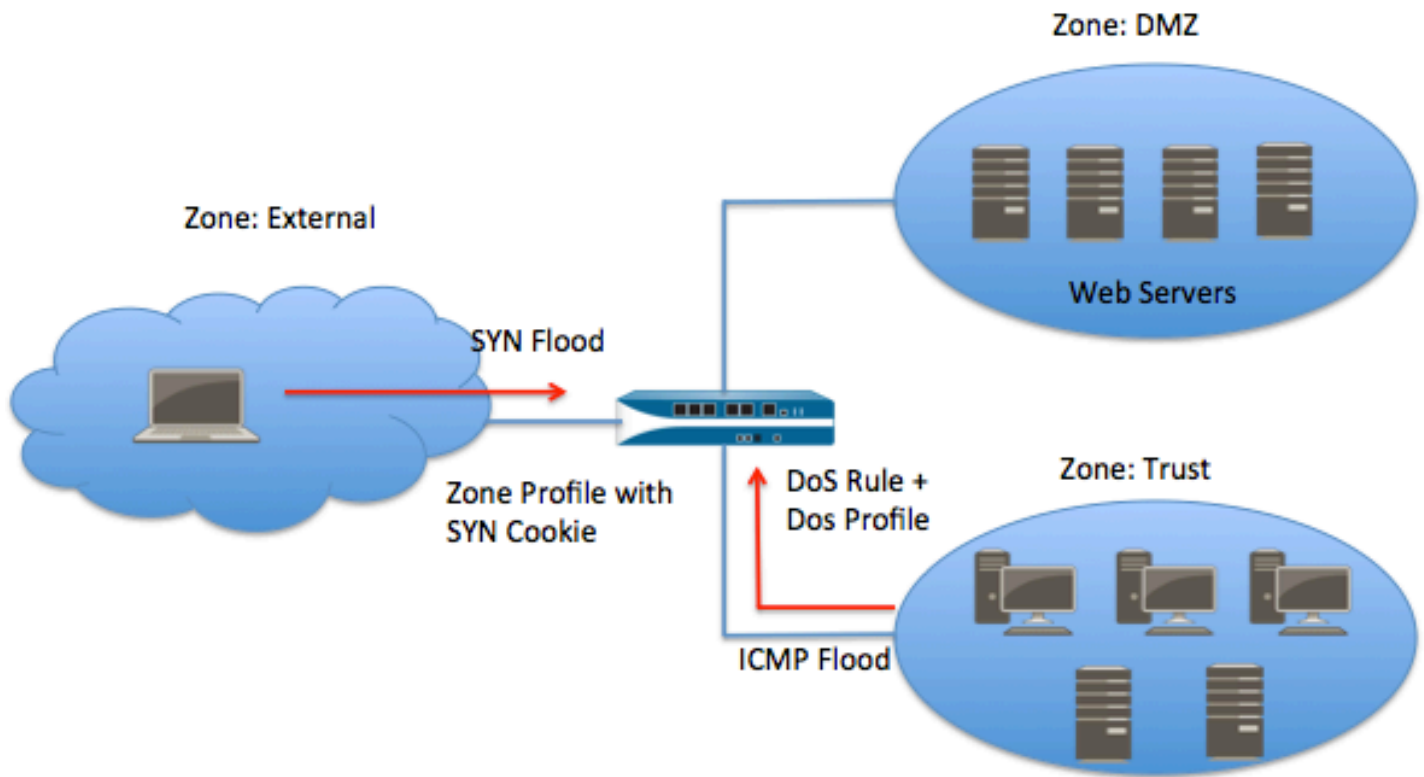 Zone: DMZ
Web Servers
Zone: External
SYN Flood
Zone Profile with
SYN Cookie
DoS Rule +
Dos Profile
ICMP Flood
Zone: Trust